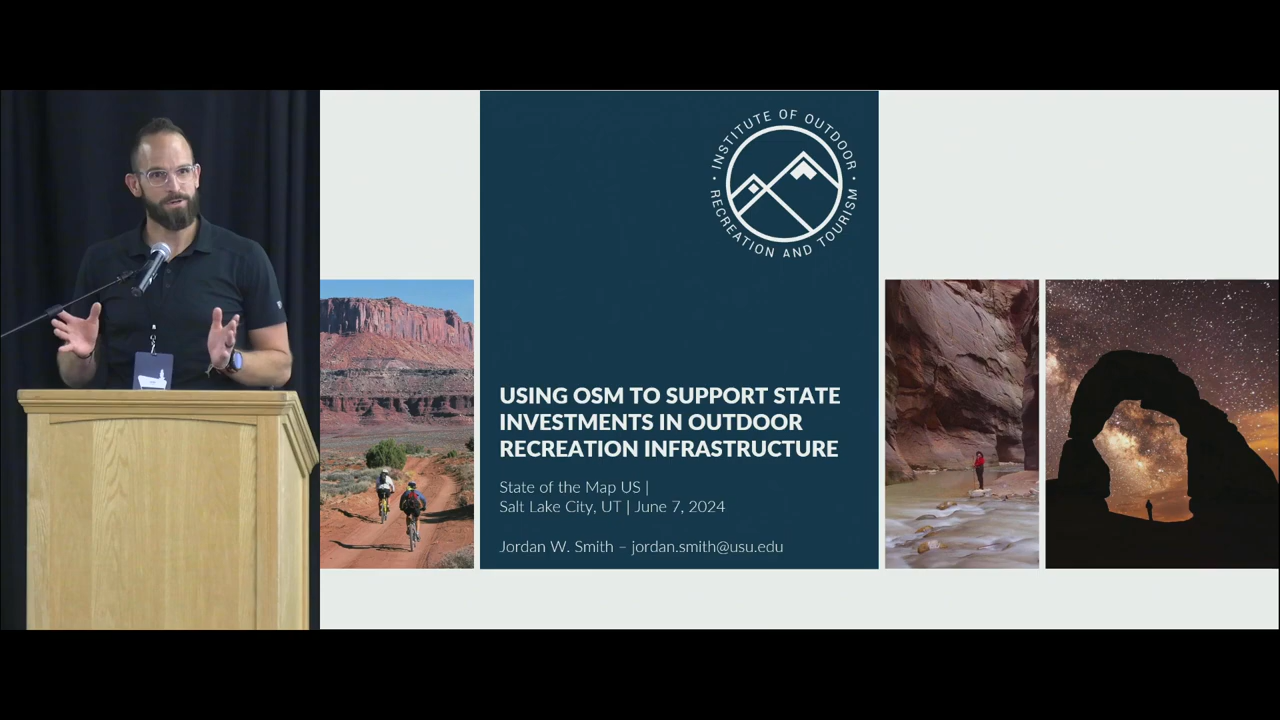 INSTITUTE OF OUTDOOR
RECREATION AND TOURISM
USING OSM TO SUPPORT STATE
INVESTMENTS IN OUTDOOR
RECREATION INFRASTRUCTURE
State of the Map US |
Salt Lake City, UT | June 7, 2024
Jordan W. Smith – jordan.smith@usu.edu